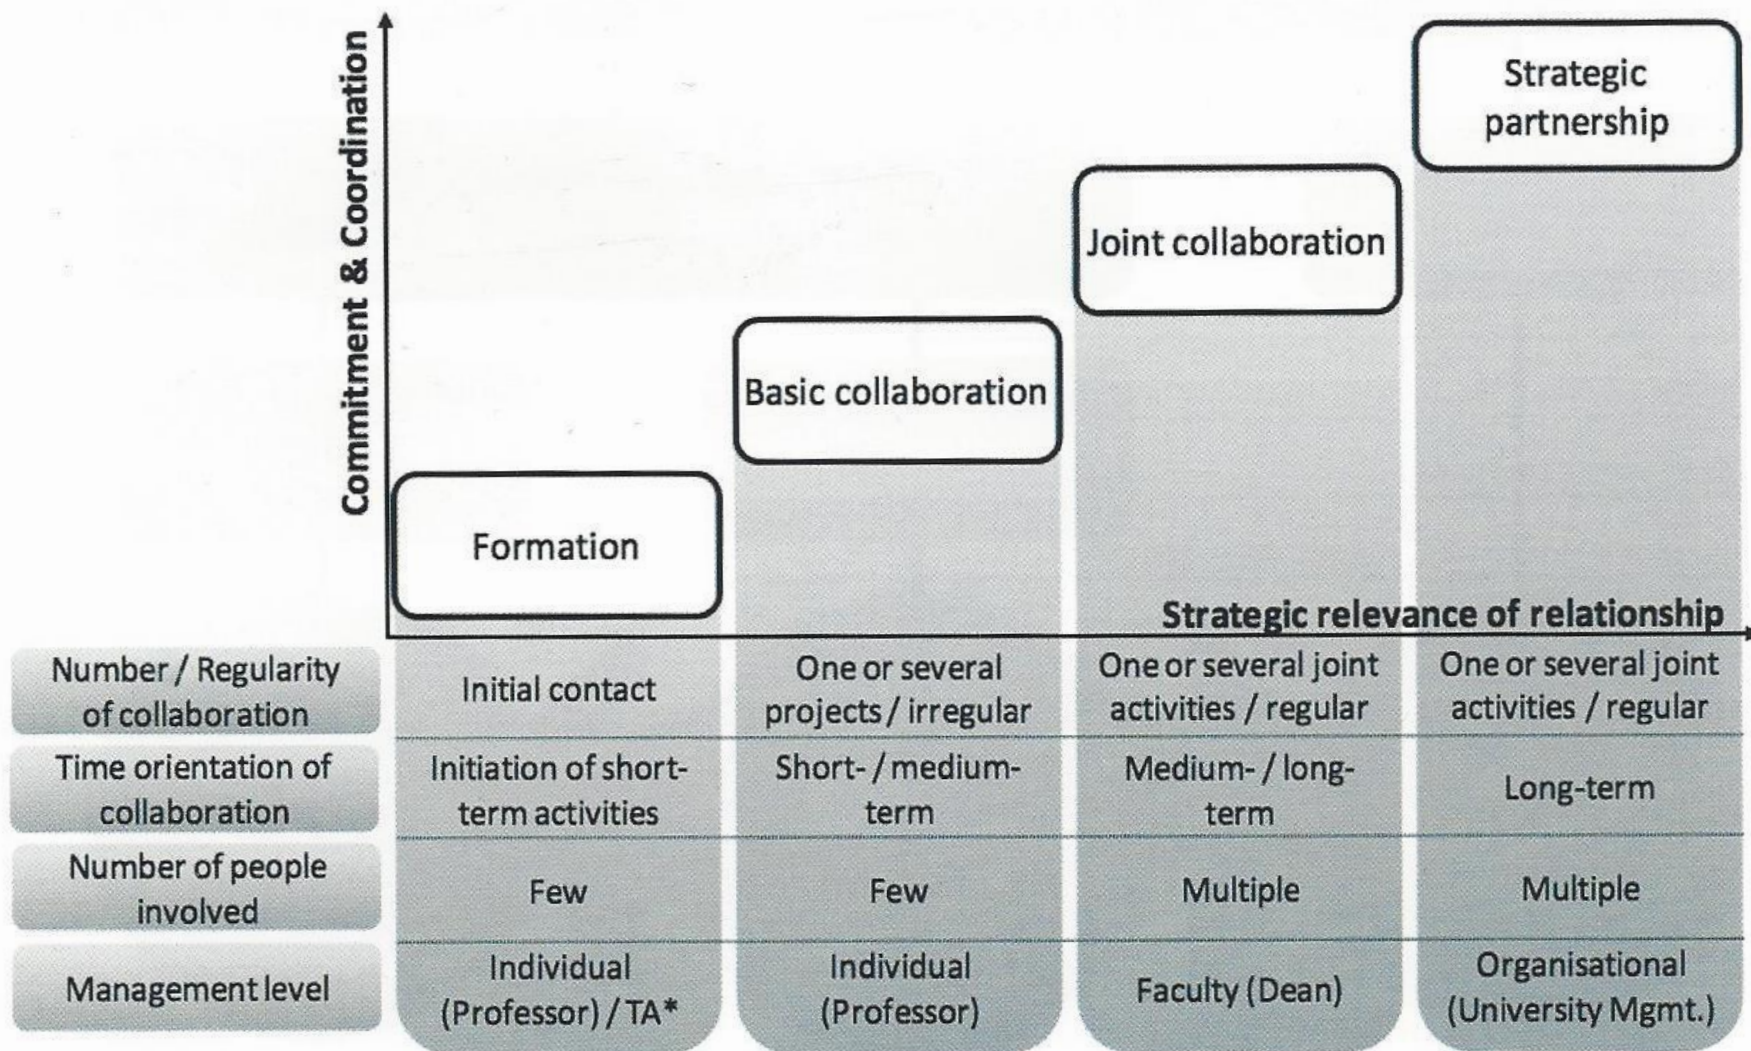 Commitment & Coordination
Strategic
partnership
Joint collaboration
Basic collaboration
Formation
Strategic relevance of relationship
Number / Regularity
of collaboration
Initial contact
One or several
projects / irregular
One or several joint
activities / regular
One or several joint
activities / regular
Time orientation of
collaboration
Initiation of short-
term activities
Short- / medium-
term
Medium- / long-
term
Long-term
Number of people
involved
Few
Few
Multiple
Multiple
Management level
Individual
(Professor) / TA*
Individual
(Professor)
Faculty (Dean)
Organisational
(University Mgmt.)